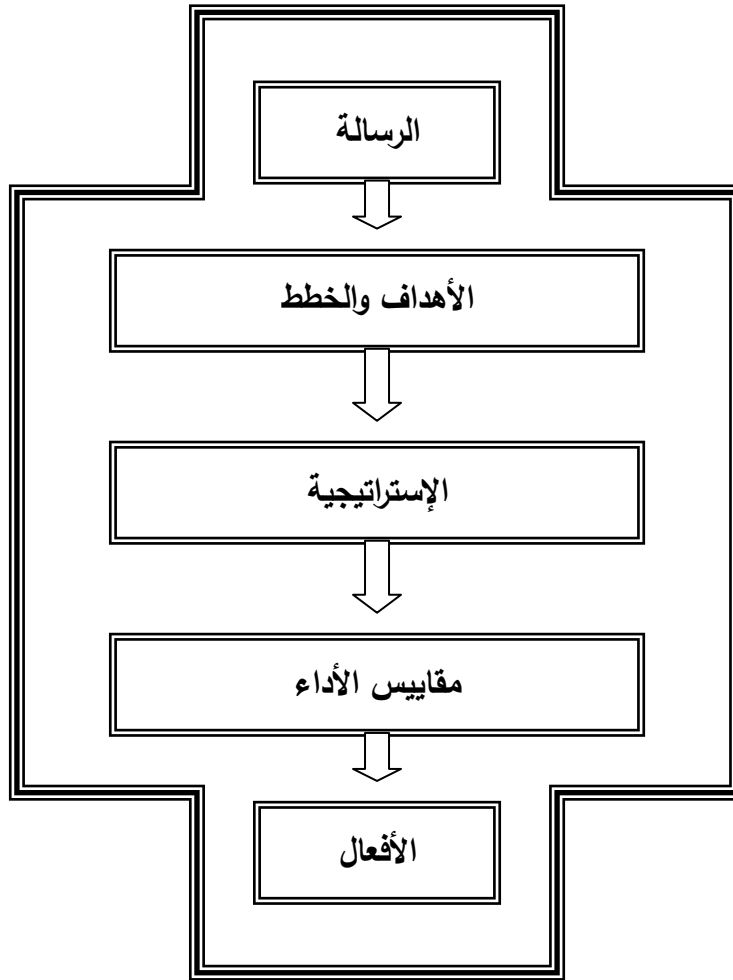 الرسالة
الأهداف والخطط
الإستراتيجية
مقاييس الأداء
الأفعال